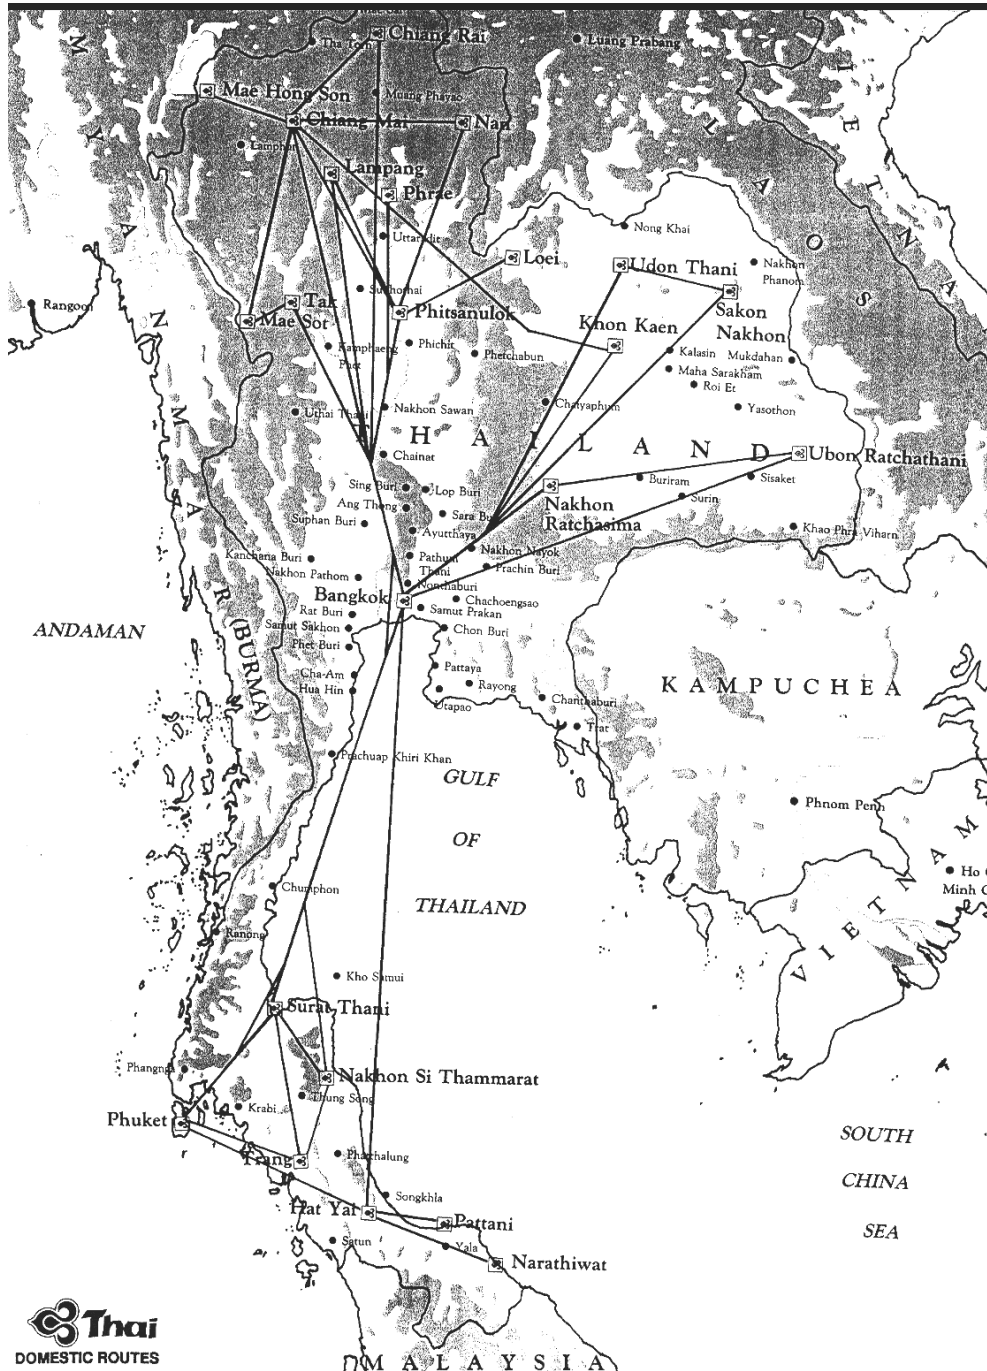 Chiang Rai
Tha Ton
Luang Prabang
Mae Hong Son
Muang Phayao
Chiang Mai
Nan
Lamphun
Lampang
Phrae
Uttaradit
Nong Khai
Loei
Udon Thani
Nakhon
Phanom
Sukhothai
Rangoon
Tak
Mae Sot
Phitsanulok
Sakon
Nakhon
Khon Kaen
Kamphaeng
Phichit
Phetchabun
Kalasin
Mukdahan
Maha Sarakham
Roi Et
Chaiyaphum
Yasothon
Uthai Thani
Nakhon Sawan
THAILAND
Chainat
Ubon Ratchathani
Sing Buri
Lop Buri
Buriram
Sisaket
Ang Thong
Surin
Nakhon
Ratchasima
Suphan Buri
Sara Bu
Ayutthaya
Khao Phra Viharn
Kanchana Buri
Pathum
Thani
Nakhon Nayok
Nakhon Pathom
Prachin Buri
Nonthaburi
Bangkok
Chachoengsao
Rat Buri
Samut Prakan
Samut Sakhon
Chon Buri
Phet Buri
Pattaya
Cha-Am
Hua Hin
Rayong
Utapao
Chanthaburi
Trat
MYANMAR
(BURMA)
LAOS
VIETNA
ANDAMAN
KAMPUCHEA
Prachuap Khiri Khan
GULF
OF
THAILAND
Phnom Penh
Ho C
Minh C
VIETNAM
Chumphon
Ranong
Kho Samui
Surat Thani
Phangnga
Nakhon Si Thammarat
Thung Song
Krabi
Phuket
Trang
Phatthalung
SOUTH
CHINA
SEA
Songkhla
Hat Yai
Pattani
Satun
Yala
Narathiwat
Thai
DOMESTIC ROUTES
MALAYSIA